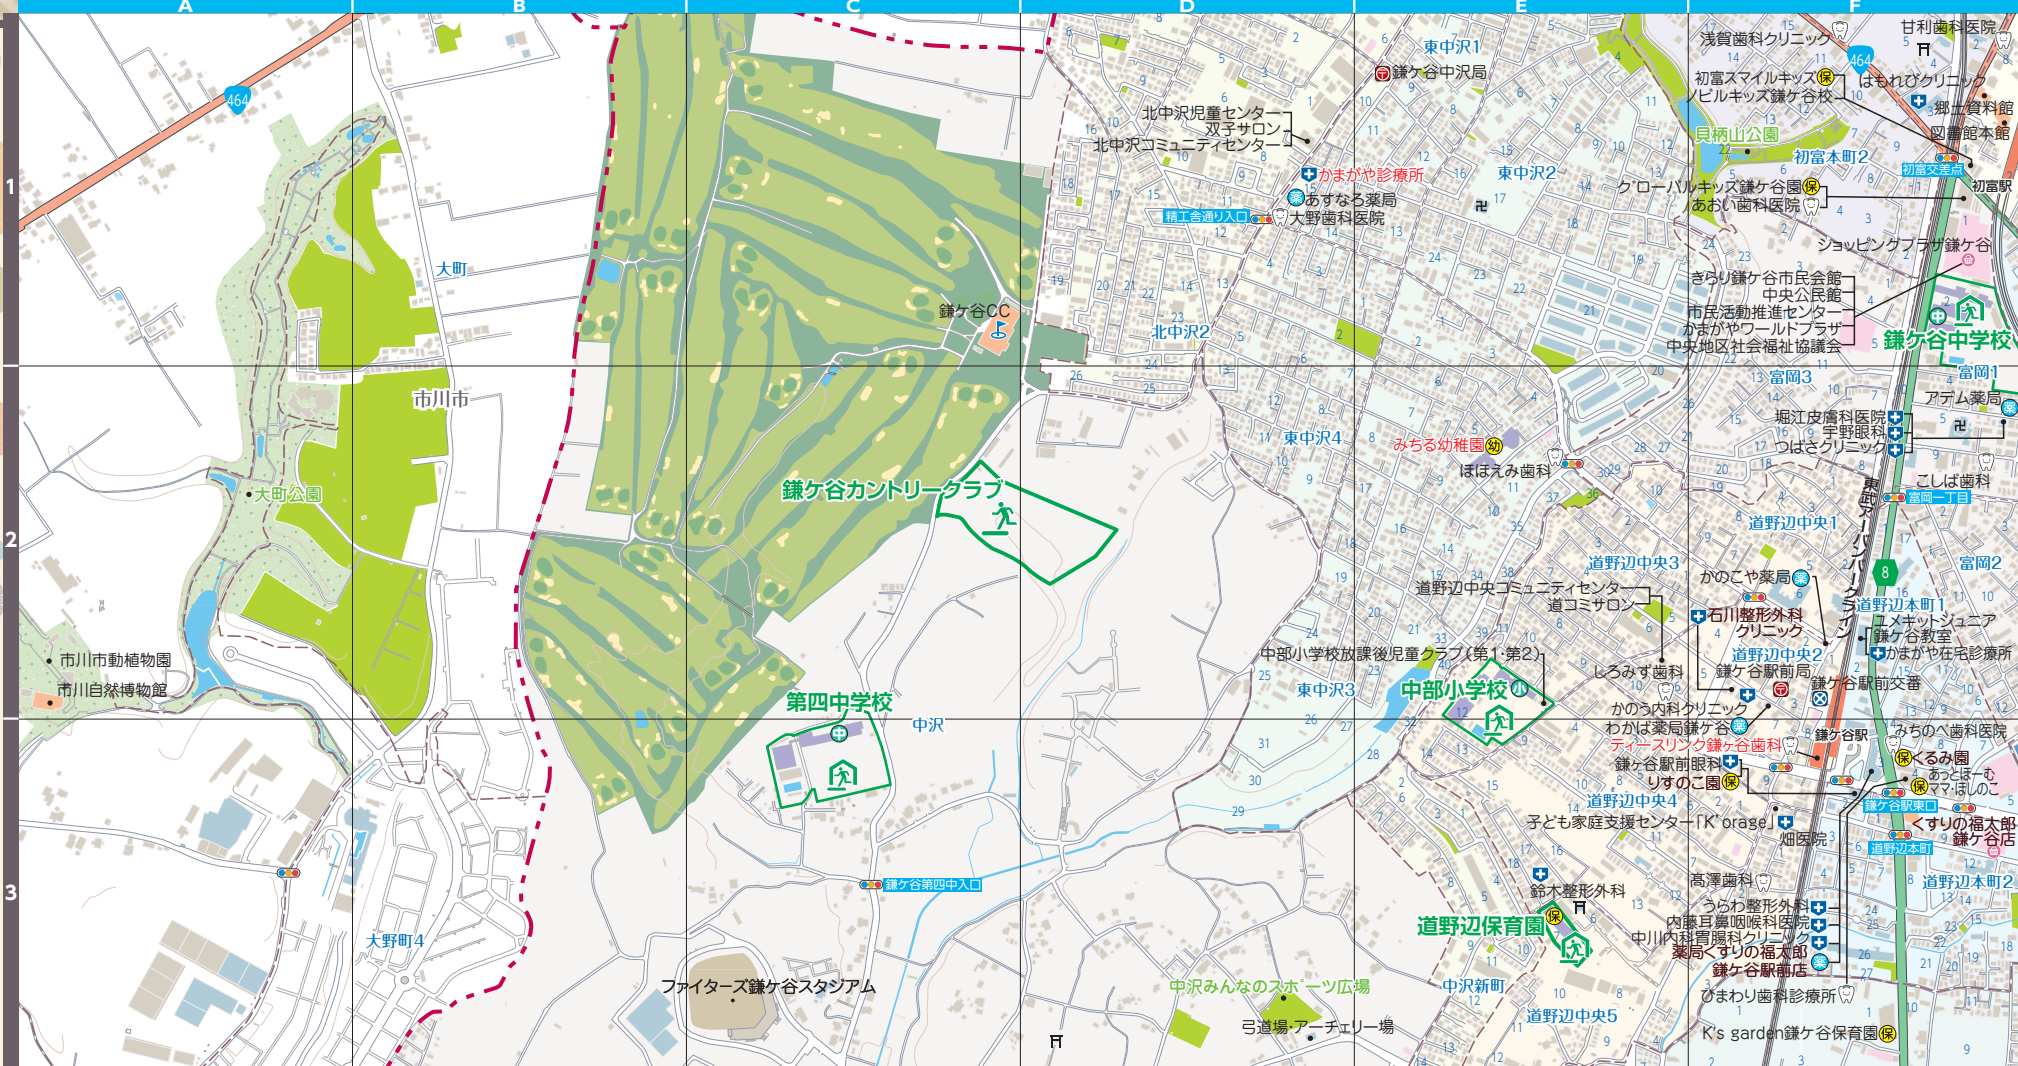 A
B
C
D
E
F
1
2
3
464
大町
市川市
大町公園
市川市動植物園
市川自然博物館
大野町4
鎌ケ谷CC
鎌ケ谷カントリークラブ
第四中学校
中沢
鎌ケ谷第四中入口
ファイターズ鎌ケ谷スタジアム
北中沢児童センター
双子サロン
北中沢コミュニティセンター
かまがや診療所
あすなろ薬局
精工舎通り入口
大野歯科医院
北中沢2
東中沢4
東中沢3
中沢みんなのスポーツ広場
弓道場・アーチェリー場
東中沢1
鎌ケ谷中沢局
東中沢2
みちる幼稚園
幼
ほほえみ歯科
道野辺中央3
道野辺中央コミュニティセンター
道コミサロン
中部小学校放課後児童クラブ(第1・第2)
中部小学校
小
しろみず歯科
道野辺中央4
子ども家庭支援センター「K'orage」
鈴木整形外科
道野辺保育園
保
中沢新町
道野辺中央5
浅賀歯科クリニック
甘利歯科医院
464
初富スマイルキッズ
保
はもれびクリニック
ノビルキッズ鎌ケ谷校
郷土資料館
図書館本館
貝柄山公園
初富本町2
初富交差点
初富駅
グローバルキッズ鎌ケ谷園
保
あおい歯科医院
ショッピングプラザ鎌ケ谷
きらり鎌ケ谷市民会館
中央公民館
市民活動推進センター
かまがやワールドプラザ
中央地区社会福祉協議会
中
鎌ケ谷中学校
富岡3
富岡1
アデム薬局
薬
堀江皮膚科医院
宇野眼科
つばさクリニック
こしば歯科
富岡一丁目
東武アーバンパークライン
道野辺中央1
富岡2
8
かのこや薬局
薬
道野辺本町1
石川整形外科
クリニック
ユメキットジュニア
鎌ケ谷教室
かまがや在宅診療所
道野辺中央2
鎌ケ谷駅前局
鎌ケ谷駅前交番
かのう内科クリニック
わかば薬局鎌ケ谷
薬
鎌ケ谷駅
みちのべ歯科医院
ティースリンク鎌ヶ谷歯科
鎌ケ谷駅前眼科
りすのこ園
保
保
くるみ園
保
あっとほーむ
ママ・ほしのこ
鎌ケ谷駅東口
くすりの福太郎
鎌ケ谷店
畑医院
道野辺本町
髙澤歯科
道野辺本町2
うらわ整形外科
内藤耳鼻咽喉科医院
中川内科胃腸科クリニック
薬局くすりの福太郎
鎌ケ谷駅前店
薬
ひまわり歯科診療所
K's garden鎌ケ谷保育園
保